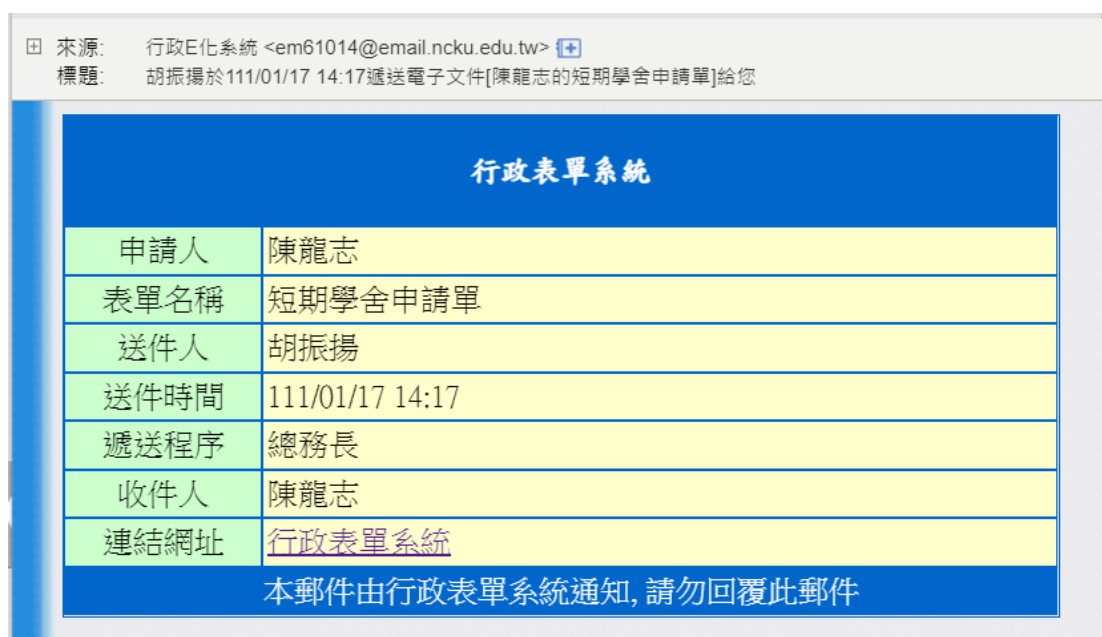 來源: 行政E化系統 <em61014@email.ncku.edu.tw>
標題: 胡振揚於111/01/17 14:17遞送電子文件[陳龍志的短期學舍申請單]給您
行政表單系統
申請人 陳龍志
表單名稱 短期學舍申請單
送件人 胡振揚
送件時間 111/01/17 14:17
遞送程序 總務長
收件人 陳龍志
連結網址 行政表單系統
本郵件由行政表單系統通知, 請勿回覆此郵件